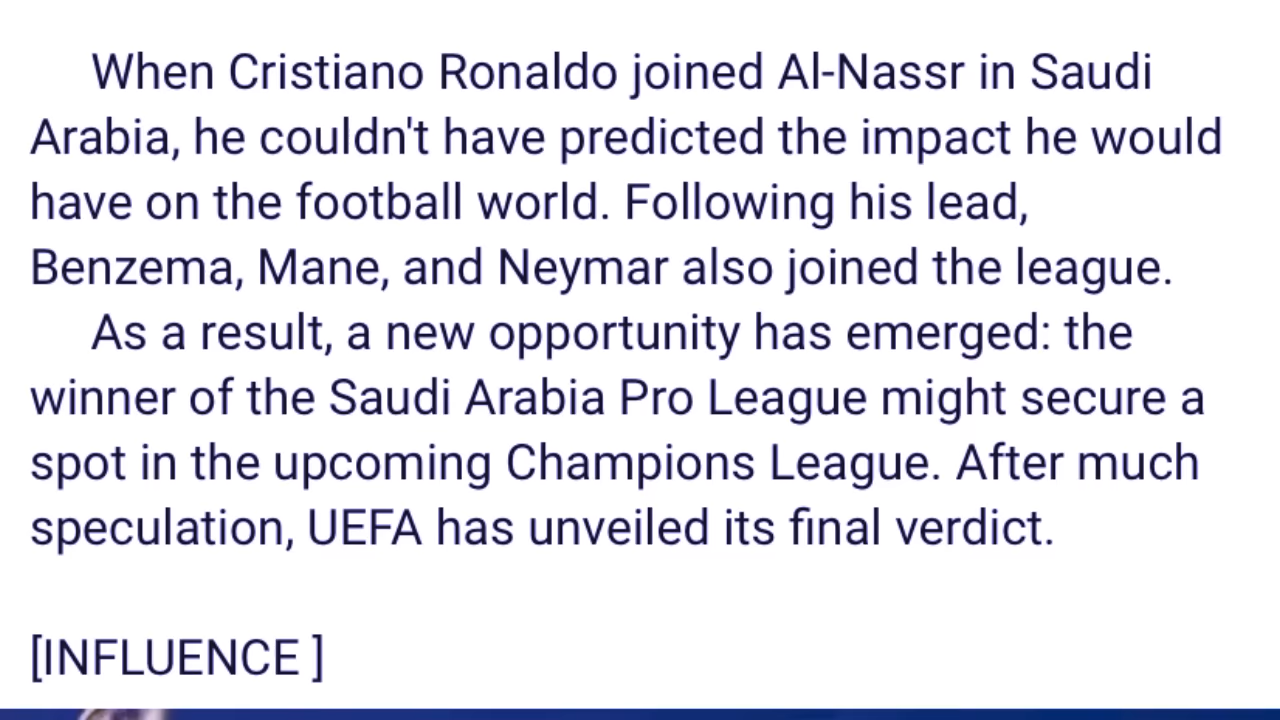 When Cristiano Ronaldo joined Al-Nassr in Saudi
Arabia, he couldn't have predicted the impact he would
have on the football world. Following his lead,
Benzema, Mane, and Neymar also joined the league.
As a result, a new opportunity has emerged: the
winner of the Saudi Arabia Pro League might secure a
spot in the upcoming Champions League. After much
speculation, UEFA has unveiled its final verdict.
[INFLUENCE ]